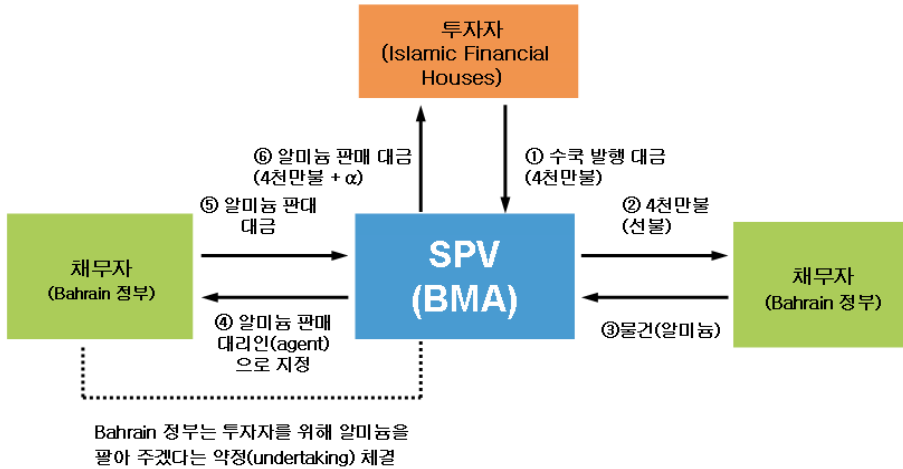 투자자
(Islamic Financial
Houses)
⑥ 알미늄 판매 대금
(4천만불 + α)
① 수쿡 발행 대금
(4천만불)
⑤ 알미늄 판대
대금
② 4천만불
(선불)
채무자
(Bahrain 정부)
SPV
(BMA)
채무자
(Bahrain 정부)
④ 알미늄 판매
대리인(agent)
으로 지정
③물건(알미늄)
Bahrain 정부는 투자자를 위해 알미늄을
팔아 주겠다는 약정(undertaking) 체결